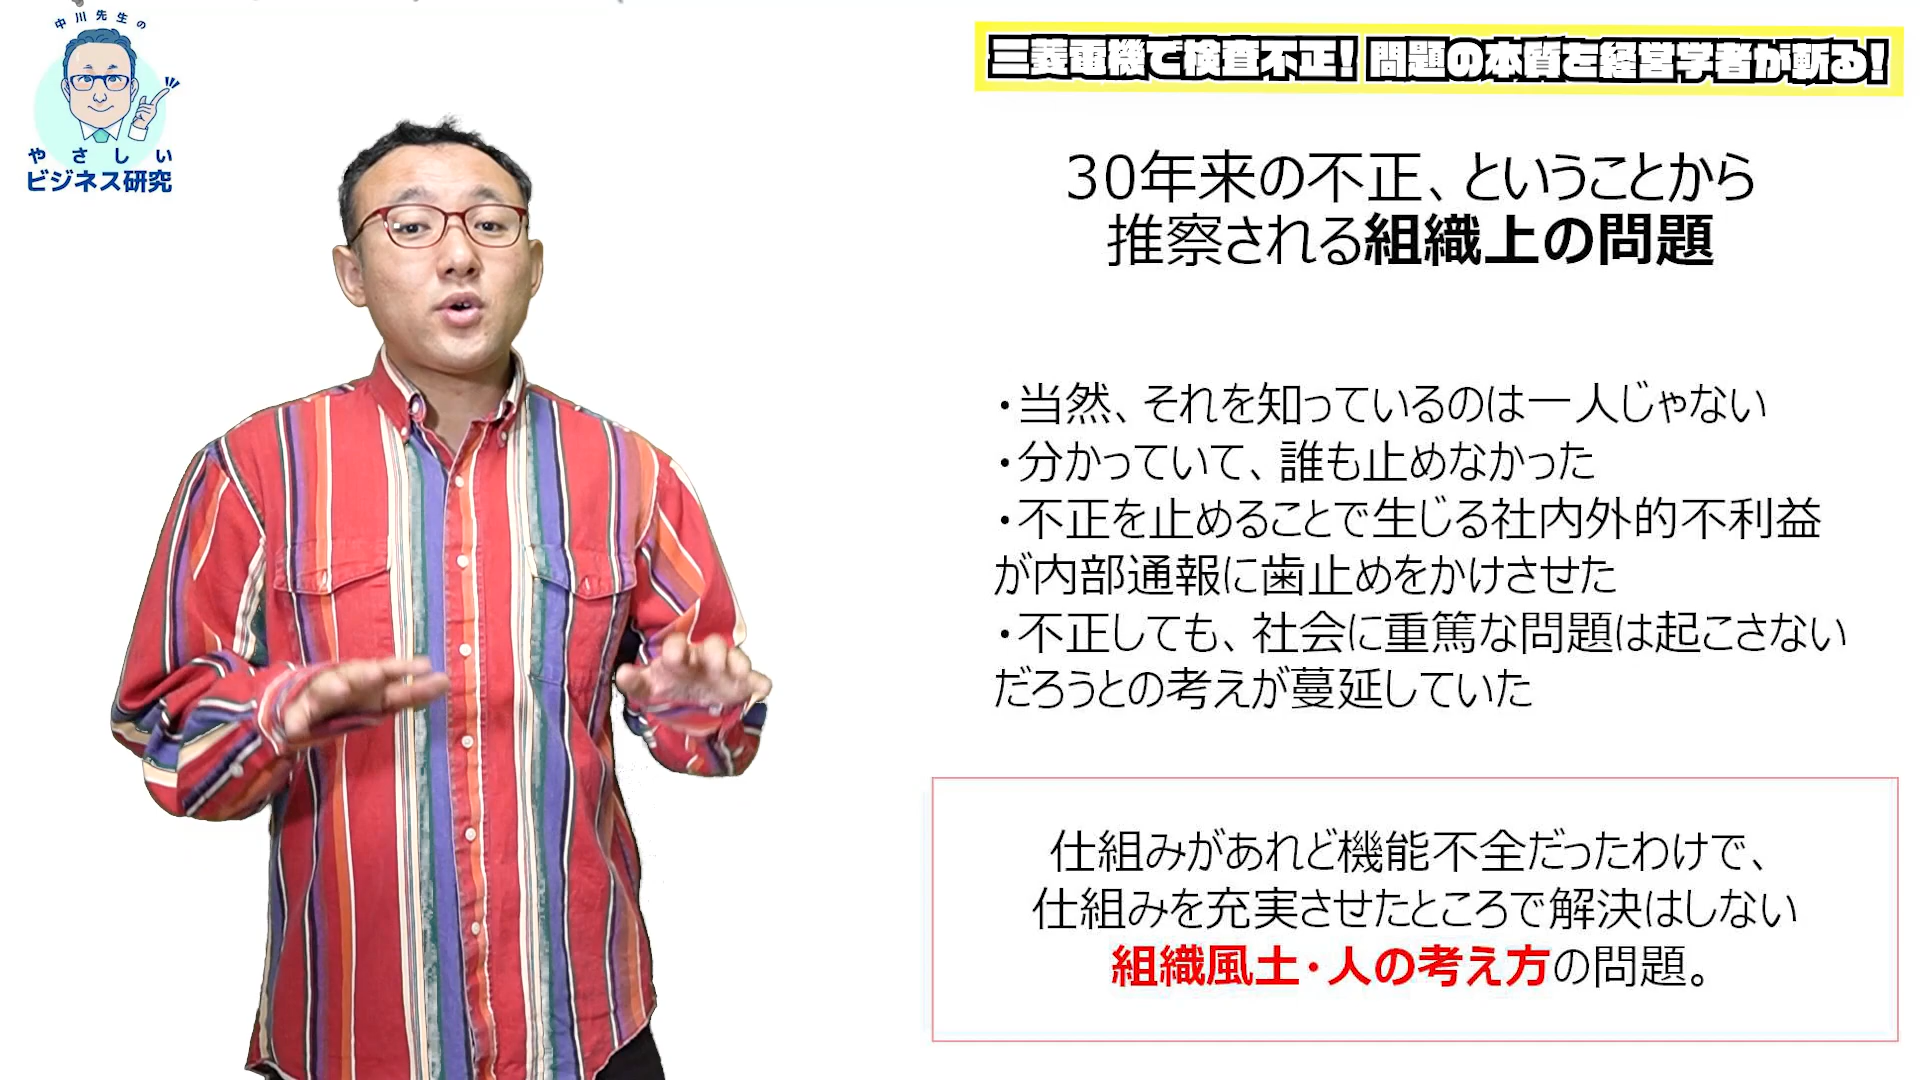 中川先生の
やさしい
ビジネス研究
三菱電機で検査不正!問題の本質を経営学者が斬る!
30年来の不正、ということから
推察される組織上の問題
・当然、それを知っているのは一人じゃない
・分かっていて、誰も止めなかった
・不正を止めることで生じる社内外的不利益
が内部通報に歯止めをかけさせた
・不正しても、社会に重篤な問題は起こさない
だろうとの考えが蔓延していた
仕組みがあれど機能不全だったわけで、
仕組みを充実させたところで解決はしない
組織風土・人の考え方の問題。